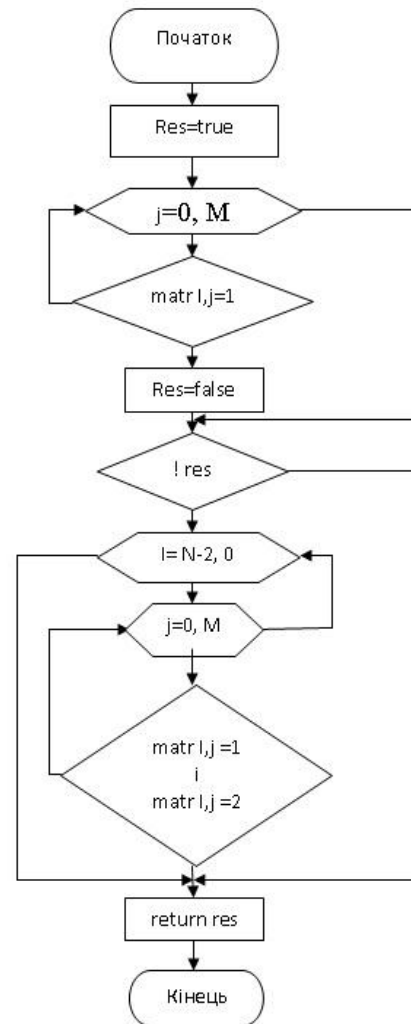 Початок
Res=true
j=0, M
matr I,j=1
Res=false
! res
I= N-2, 0
j=0, M
matr I,j =1
i
matr I,j =2
return res
Кінець